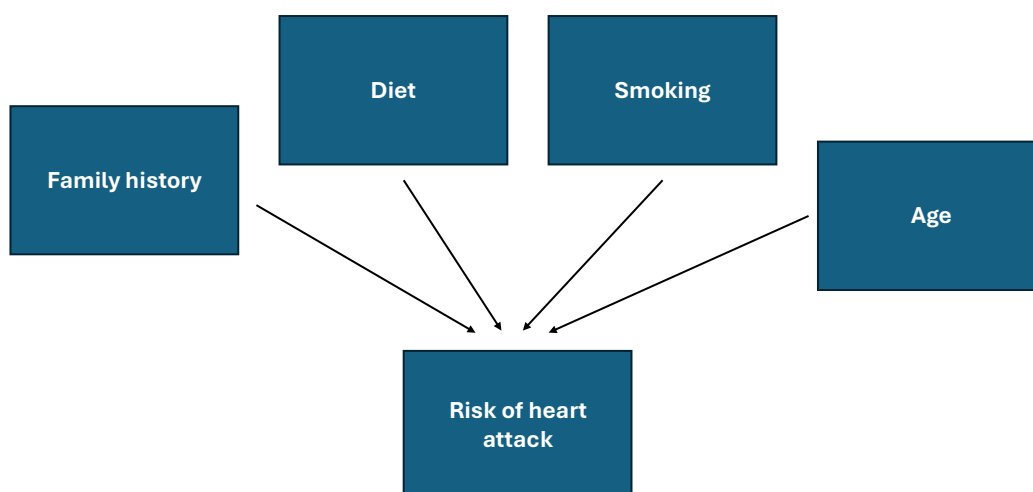 Diet
Smoking
Family history
Age
Risk of heart
attack